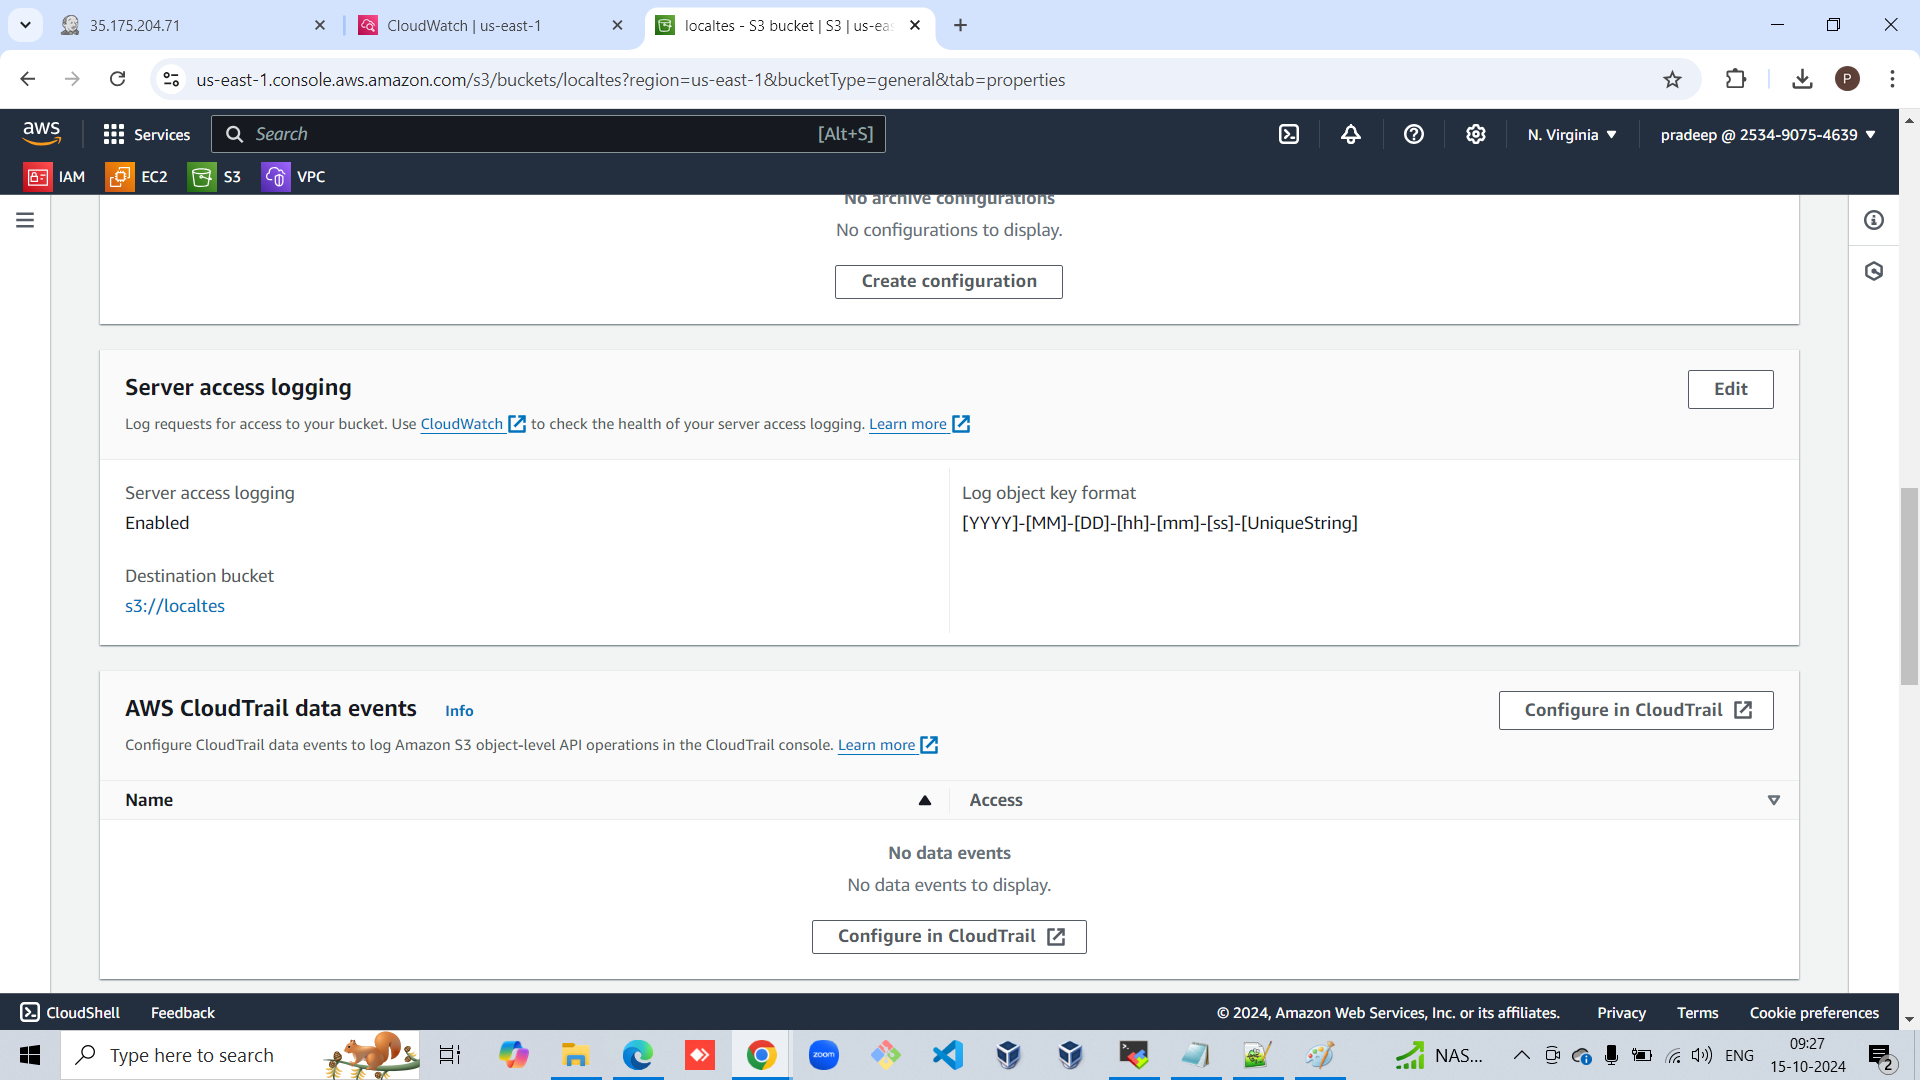 35.175.204.71
CloudWatch | us-east-1
localtes - S3 bucket | S3 | us-eas
us-east-1.console.aws.amazon.com/s3/buckets/localtes?region=us-east-1&bucketType=general&tab=properties
P
aws
Services
Search
[Alt+S]
N. Virginia
pradeep @ 2534-9075-4639
IAM
EC2
S3
VPC
No archive configurations
No configurations to display.
Create configuration
Server access logging
Edit
Log requests for access to your bucket. Use CloudWatch to check the health of your server access logging. Learn more
Server access logging
Enabled
Log object key format
[YYYY]-[MM]-[DD]-[hh]-[mm]-[ss]-[UniqueString]
Destination bucket
s3://localtes
AWS CloudTrail data events
Info
Configure in CloudTrail
Configure CloudTrail data events to log Amazon S3 object-level API operations in the CloudTrail console. Learn more
Name
Access
No data events
No data events to display.
Configure in CloudTrail
CloudShell
Feedback
© 2024, Amazon Web Services, Inc. or its affiliates.
Privacy
Terms
Cookie preferences
Type here to search
zoom
NAS...
ENG
09:27
15-10-2024
2